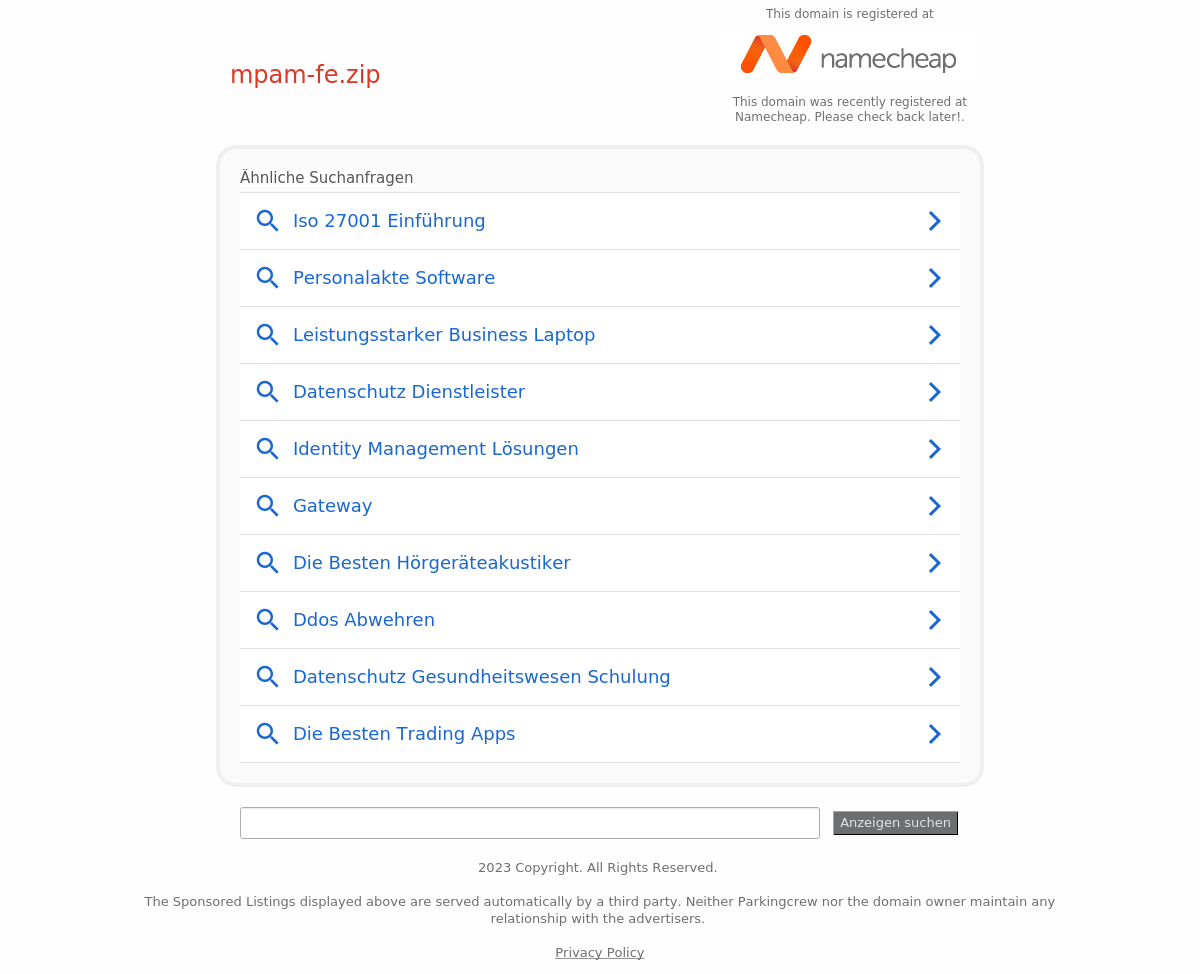 This domain is registered at
namecheap
mpam-fe.zip
This domain was recently registered at
Namecheap. Please check back later!.
Ähnliche Suchanfragen
Iso 27001 Einführung
Personalakte Software
Leistungsstarker Business Laptop
Datenschutz Dienstleister
Identity Management Lösungen
Gateway
Die Besten Hörgeräteakustiker
Ddos Abwehren
Datenschutz Gesundheitswesen Schulung
Die Besten Trading Apps
Anzeigen suchen
2023 Copyright. All Rights Reserved.
The Sponsored Listings displayed above are served automatically by a third party. Neither Parkingcrew nor the domain owner maintain any
relationship with the advertisers.
Privacy Policy